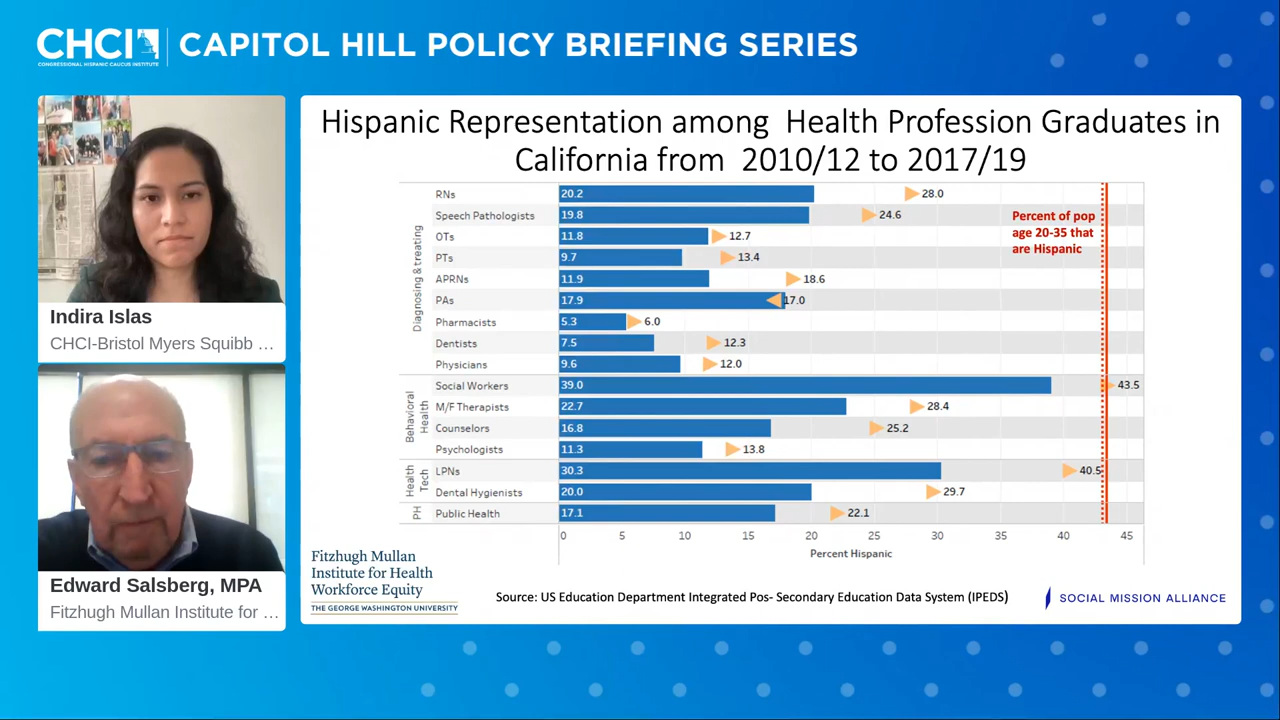 CHCI
CONGRESSIONAL HISPANIC CAUCUS INSTITUTE
CAPITOL HILL POLICY BRIEFING SERIES
Indira Islas
CHCI-Bristol Myers Squibb …
Edward Salsberg, MPA
Fitzhugh Mullan Institute for …
Hispanic Representation among Health Profession Graduates in
California from 2010/12 to 2017/19
Diagnosing & treating
RNs 20.2 28.0
Speech Pathologists 19.8 24.6
OTs 11.8 12.7
PTs 9.7 13.4
APRNs 11.9 18.6
PAs 17.9 17.0
Pharmacists 5.3 6.0
Dentists 7.5 12.3
Physicians 9.6 12.0
Behavioral
Health
Social Workers 39.0 43.5
M/F Therapists 22.7 28.4
Counselors 16.8 25.2
Psychologists 11.3 13.8
Health
Tech
LPNs 30.3 40.5
Dental Hygienists 20.0 29.7
PH
Public Health 17.1 22.1
Percent of pop
age 20-35 that
are Hispanic
0 5 10 15 20 25 30 35 40 45
Percent Hispanic
Fitzhugh Mullan
Institute for Health
Workforce Equity
THE GEORGE WASHINGTON UNIVERSITY
Source: US Education Department Integrated Pos- Secondary Education Data System (IPEDS)
SOCIAL MISSION ALLIANCE